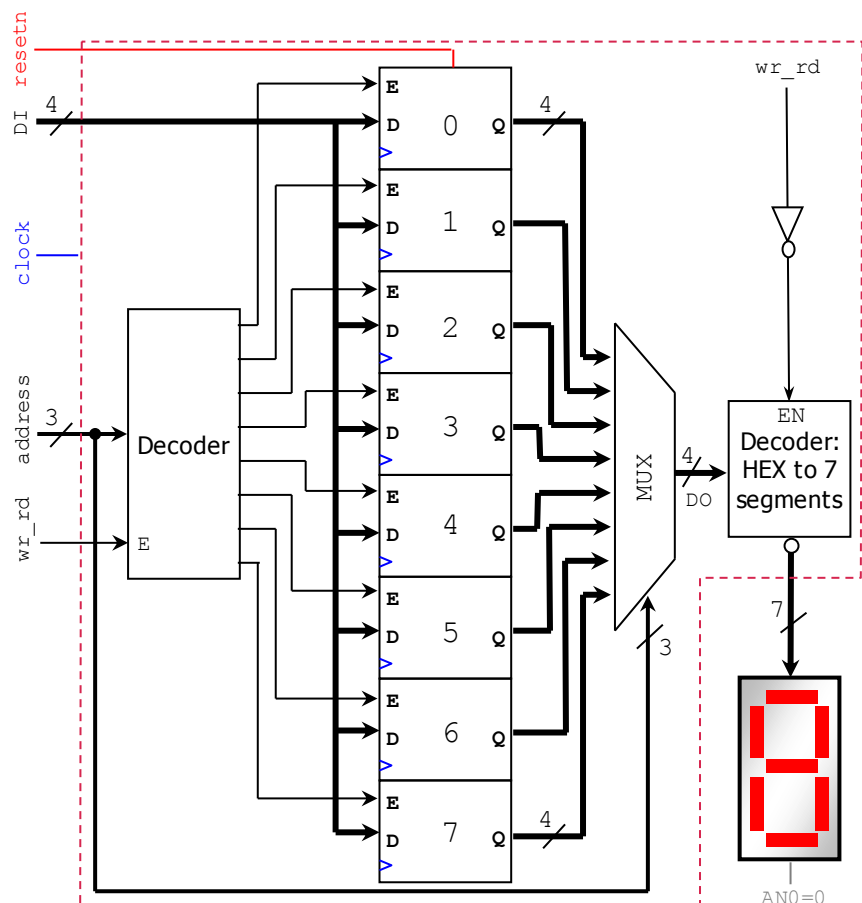 resetn
wr_rd
4
DI
E
D
0
Q
4
E
D
1
Q
clock
E
D
2
Q
E
D
3
Q
address
3
Decoder
MUX
4
DO
EN
Decoder:
HEX to 7
segments
E
D
4
Q
wr_rd
E
E
D
5
Q
3
7
E
D
6
Q
E
D
7
Q
4
AN0=0